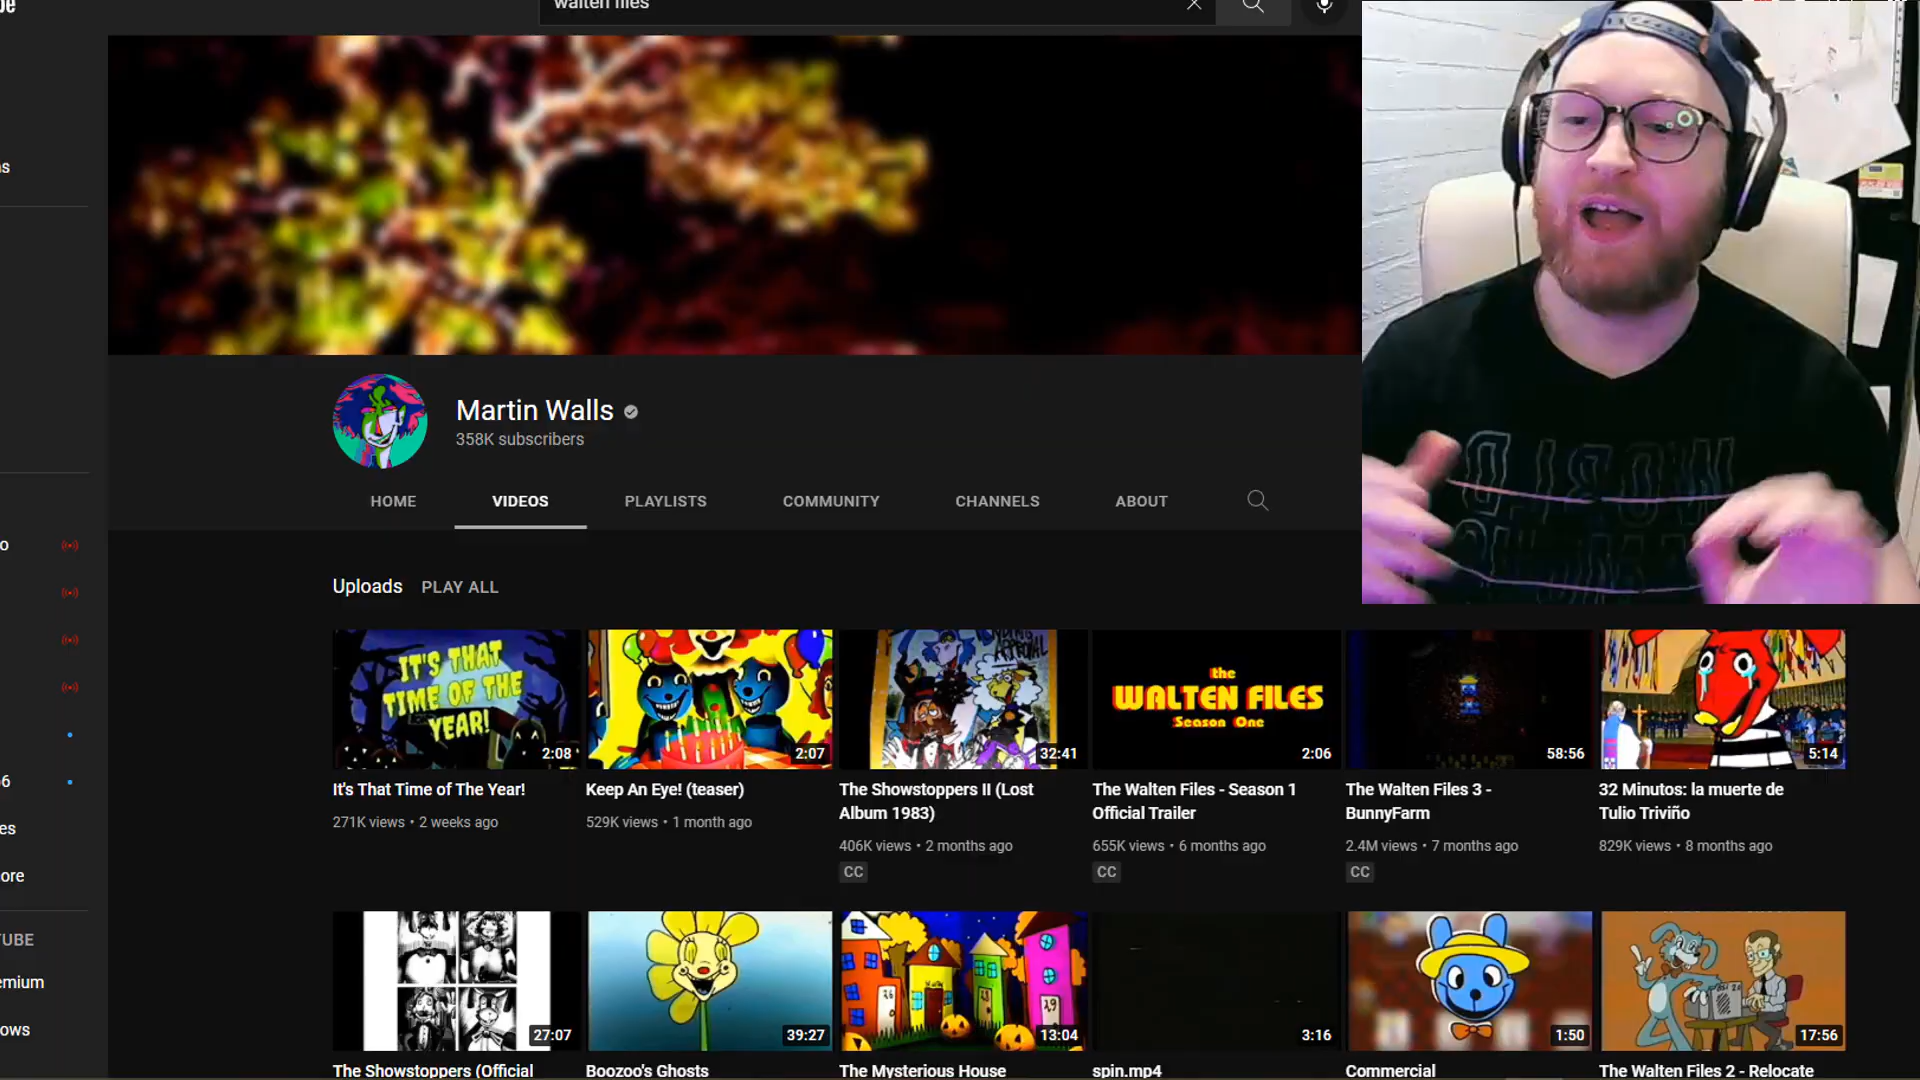 walten files
Martin Walls
358K subscribers
HOME
VIDEOS
PLAYLISTS
COMMUNITY
CHANNELS
ABOUT
Uploads
PLAY ALL
IT'S THAT
TIME OF THE
YEAR!
2:08
2:07
32:41
the
WALTEN FILES
Season One
2:06
58:56
5:14
It's That Time of The Year!
271K views • 2 weeks ago
Keep An Eye! (teaser)
529K views • 1 month ago
The Showstoppers II (Lost
Album 1983)
406K views • 2 months ago
CC
The Walten Files - Season 1
Official Trailer
655K views • 6 months ago
CC
The Walten Files 3 -
BunnyFarm
2.4M views • 7 months ago
CC
32 Minutos: la muerte de
Tulio Triviño
829K views • 8 months ago
27:07
39:27
26
29
13:04
3:16
1:50
17:56
The Showstoppers (Official
Boozoo's Ghosts
The Mysterious House
spin.mp4
Commercial
The Walten Files 2 - Relocate